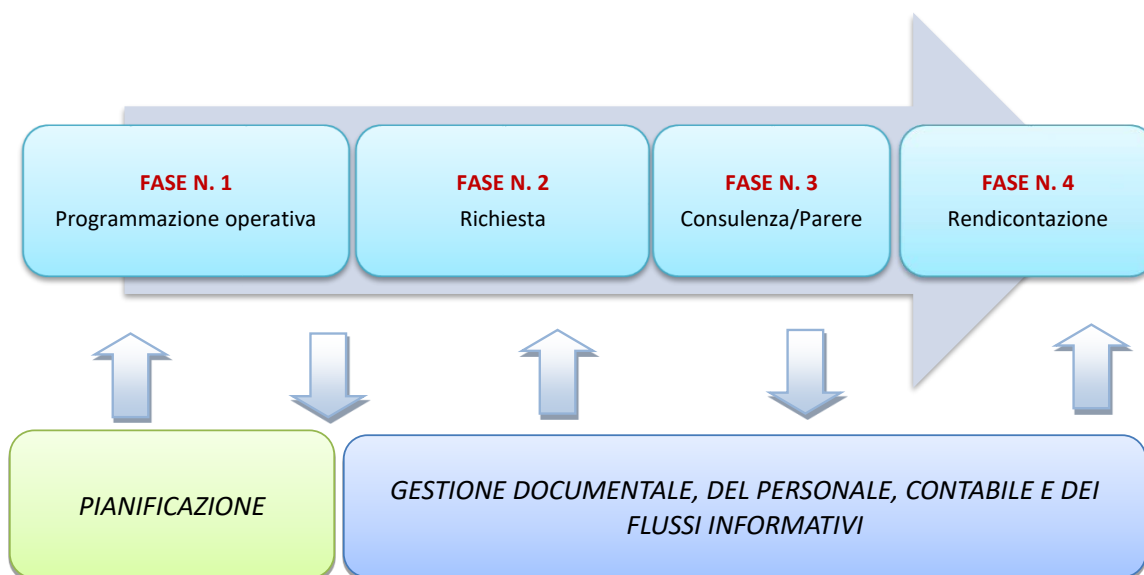 FASE N. 1
Programmazione operativa
FASE N. 2
Richiesta
FASE N. 3
Consulenza/Parere
FASE N. 4
Rendicontazione
PIANIFICAZIONE
GESTIONE DOCUMENTALE, DEL PERSONALE, CONTABILE E DEI
FLUSSI INFORMATIVI